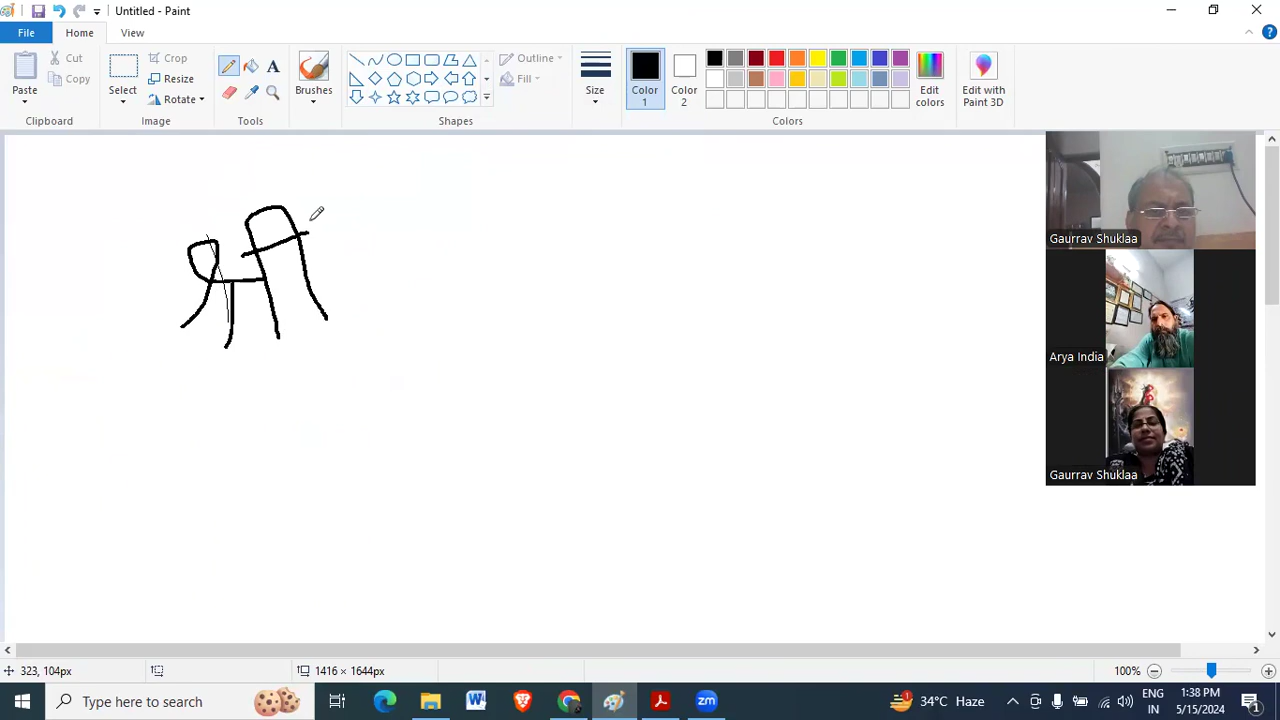 Untitled - Paint
File
Home
View
Paste
Cut
Copy
Clipboard
Select
Crop
Resize
Rotate
Image
Tools
Brushes
Shapes
Outline
Fill
Size
Color 1
Color 2
Colors
Edit colors
Edit with Paint 3D
श्री
Gaurrav Shuklaa
Arya India
Gaurrav Shuklaa
323, 104px
1416 × 1644px
100%
Type here to search
34°C Haze
ENG
IN
1:38 PM
5/15/2024